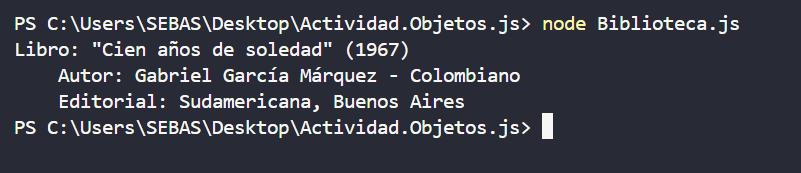 PS C:\Users\SEBAS\Desktop\Actividad.Objetos.js> node Biblioteca.js
Libro: "Cien años de soledad" (1967)
    Autor: Gabriel García Márquez - Colombiano
    Editorial: Sudamericana, Buenos Aires
PS C:\Users\SEBAS\Desktop\Actividad.Objetos.js>